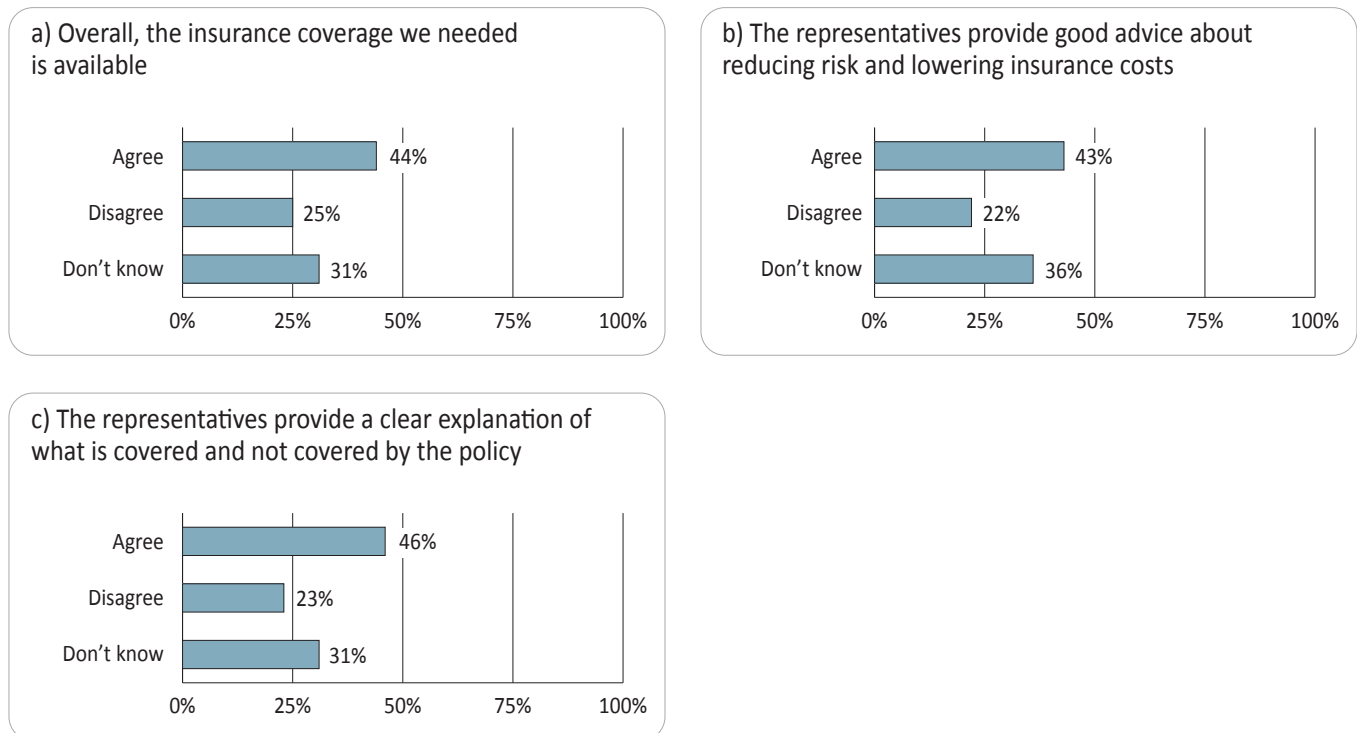 a) Overall, the insurance coverage we needed
is available
Agree 44%
Disagree 25%
Don’t know 31%
0% 25% 50% 75% 100%
b) The representatives provide good advice about
reducing risk and lowering insurance costs
Agree 43%
Disagree 22%
Don’t know 36%
0% 25% 50% 75% 100%
c) The representatives provide a clear explanation of
what is covered and not covered by the policy
Agree 46%
Disagree 23%
Don’t know 31%
0% 25% 50% 75% 100%